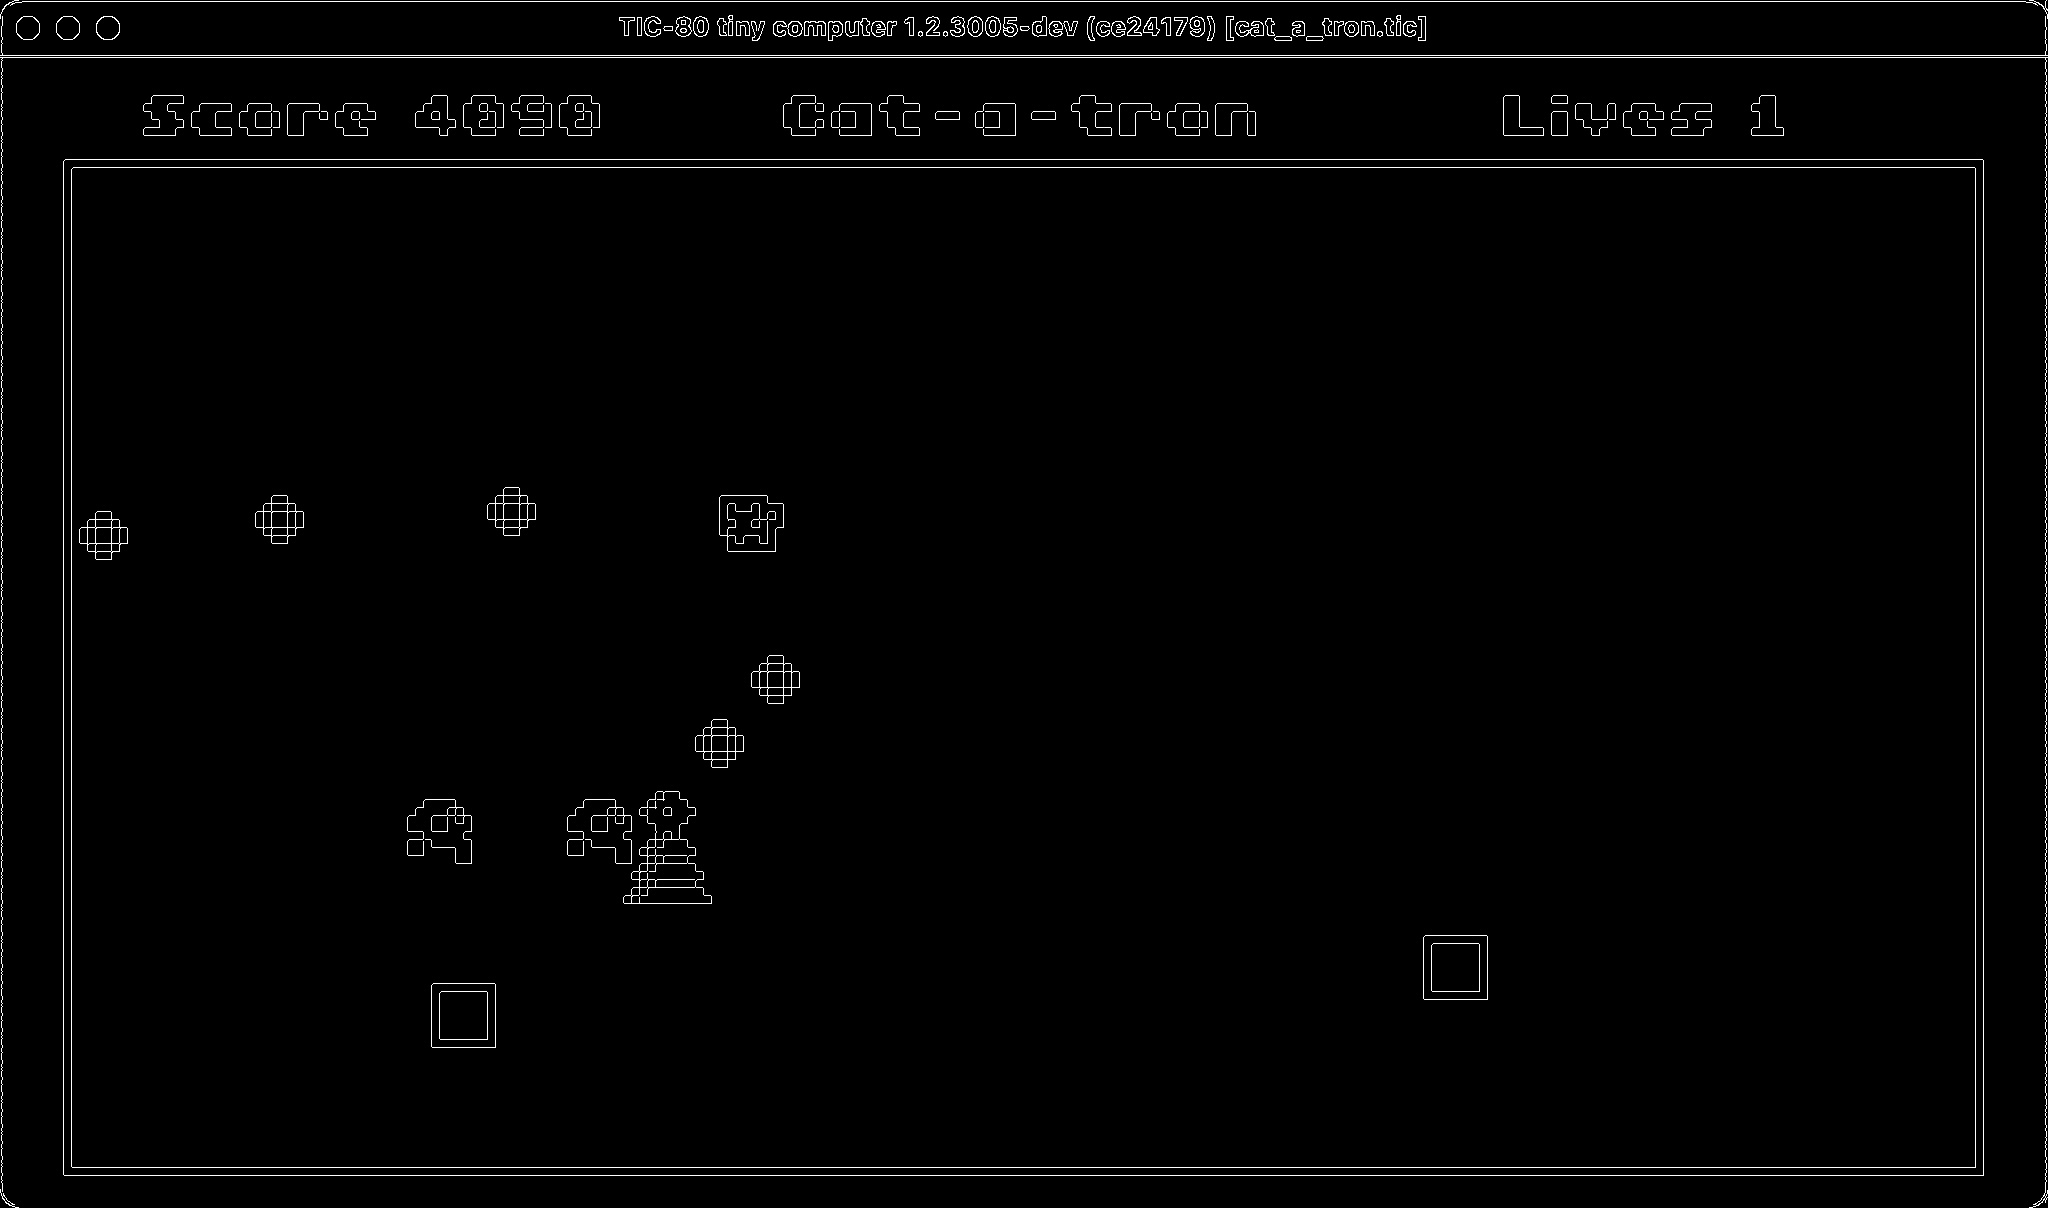 TIC-80 tiny computer 1.2.3005-dev (ce24179) [cat_a_tron.tic]
Score 4090 Cat-a-tron Lives 1